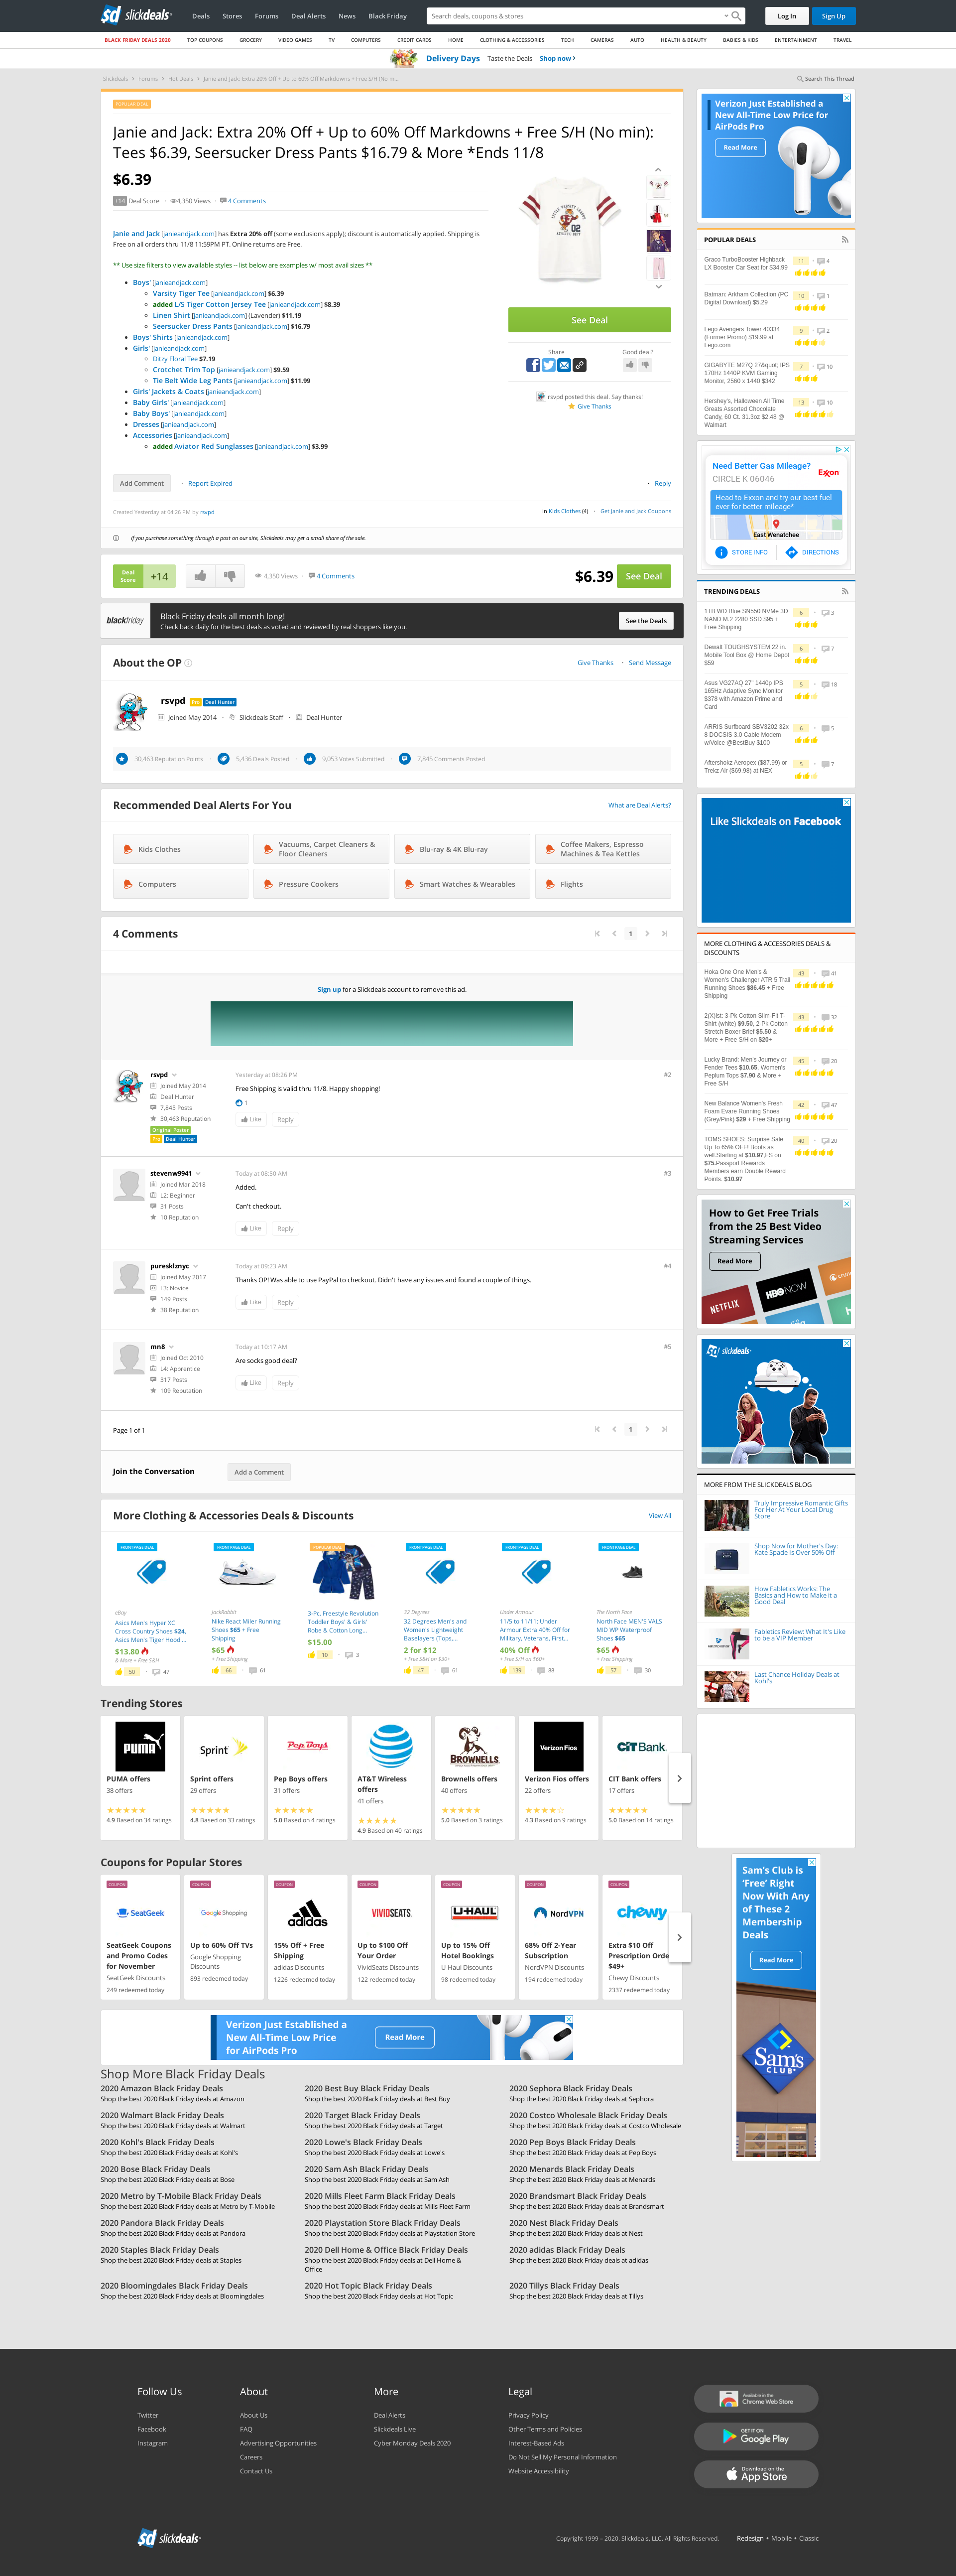 slickdeals
Deals
Stores
Forums
Deal Alerts
News
Black Friday
Search deals, coupons & stores
Log In
Sign Up
BLACK FRIDAY DEALS 2020
TOP COUPONS
GROCERY
VIDEO GAMES
TV
COMPUTERS
CREDIT CARDS
HOME
CLOTHING & ACCESSORIES
TECH
CAMERAS
AUTO
HEALTH & BEAUTY
BABIES & KIDS
ENTERTAINMENT
TRAVEL
Delivery Days Taste the Deals Shop now
Slickdeals
Forums
Hot Deals
Janie and Jack: Extra 20% Off + Up to 60% Off Markdowns + Free S/H (No m...
Search This Thread
POPULAR DEAL
Janie and Jack: Extra 20% Off + Up to 60% Off Markdowns + Free S/H (No min):
Tees $6.39, Seersucker Dress Pants $16.79 & More *Ends 11/8
$6.39
+14 Deal Score
4,350 Views
4 Comments
Janie and Jack [janieandjack.com] has Extra 20% off (some exclusions apply); discount is automatically applied. Shipping is
Free on all orders thru 11/8 11:59PM PT. Online returns are Free.
** Use size filters to view available styles -- list below are examples w/ most avail sizes **
Boys' [janieandjack.com]
Varsity Tiger Tee [janieandjack.com] $6.39
added L/S Tiger Cotton Jersey Tee [janieandjack.com] $8.39
Linen Shirt [janieandjack.com] (Lavender) $11.19
Seersucker Dress Pants [janieandjack.com] $16.79
Boys' Shirts [janieandjack.com]
Girls' [janieandjack.com]
Ditzy Floral Tee $7.19
Crotchet Trim Top [janieandjack.com] $9.59
Tie Belt Wide Leg Pants [janieandjack.com] $11.99
Girls' Jackets & Coats [janieandjack.com]
Baby Girls' [janieandjack.com]
Baby Boys' [janieandjack.com]
Dresses [janieandjack.com]
Accessories [janieandjack.com]
added Aviator Red Sunglasses [janieandjack.com] $3.99
See Deal
Share
Good deal?
rsvpd posted this deal. Say thanks!
Give Thanks
Add Comment
Report Expired
Reply
Created Yesterday at 04:26 PM by rsvpd
in Kids Clothes (4)
Get Janie and Jack Coupons
If you purchase something through a post on our site, Slickdeals may get a small share of the sale.
Deal
Score
+14
4,350 Views
4 Comments
$6.39
See Deal
blackfriday
Black Friday deals all month long!
Check back daily for the best deals as voted and reviewed by real shoppers like you.
See the Deals
About the OP
Give Thanks
Send Message
rsvpd Pro Deal Hunter
Joined May 2014
Slickdeals Staff
Deal Hunter
30,463 Reputation Points
5,436 Deals Posted
9,053 Votes Submitted
7,845 Comments Posted
Recommended Deal Alerts For You
What are Deal Alerts?
Kids Clothes
Vacuums, Carpet Cleaners &
Floor Cleaners
Blu-ray & 4K Blu-ray
Coffee Makers, Espresso
Machines & Tea Kettles
Computers
Pressure Cookers
Smart Watches & Wearables
Flights
4 Comments
1
Sign up for a Slickdeals account to remove this ad.
rsvpd
Joined May 2014
Deal Hunter
7,845 Posts
30,463 Reputation
Original Poster
Pro Deal Hunter
Yesterday at 08:26 PM
#2
Free Shipping is valid thru 11/8. Happy shopping!
1
Like
Reply
stevenw9941
Joined Mar 2018
L2: Beginner
31 Posts
10 Reputation
Today at 08:50 AM
#3
Added.
Can't checkout.
Like
Reply
puresklznyc
Joined May 2017
L3: Novice
149 Posts
38 Reputation
Today at 09:23 AM
#4
Thanks OP! Was able to use PayPal to checkout. Didn't have any issues and found a couple of things.
Like
Reply
mn8
Joined Oct 2010
L4: Apprentice
317 Posts
109 Reputation
Today at 10:17 AM
#5
Are socks good deal?
Like
Reply
Page 1 of 1
1
Join the Conversation
Add a Comment
More Clothing & Accessories Deals & Discounts
View All
FRONTPAGE DEAL
eBay
Asics Men's Hyper XC
Cross Country Shoes $24,
Asics Men's Tiger Hoodi...
$13.80
& More + Free S&H
50
47
FRONTPAGE DEAL
JackRabbit
Nike React Miler Running
Shoes $65 + Free
Shipping
$65
+ Free Shipping
66
61
POPULAR DEAL
3-Pc. Freestyle Revolution
Toddler Boys' & Girls'
Robe & Cotton Long...
$15.00
10
3
FRONTPAGE DEAL
32 Degrees
32 Degrees Men's and
Women's Lightweight
Baselayers (Tops,...
2 for $12
+ Free S&H on $30+
47
61
FRONTPAGE DEAL
Under Armour
11/5 to 11/11: Under
Armour Extra 40% Off for
Military, Veterans, First...
40% Off
+ Free S/H on $60+
139
88
FRONTPAGE DEAL
The North Face
North Face MEN'S VALS
MID WP Waterproof
Shoes $65
$65
+ Free Shipping
57
30
Trending Stores
PUMA
PUMA offers
38 offers
4.9 Based on 34 ratings
Sprint
Sprint offers
29 offers
4.8 Based on 33 ratings
Pep Boys
Pep Boys offers
31 offers
5.0 Based on 4 ratings
AT&T Wireless
offers
41 offers
4.9 Based on 40 ratings
BROWNELLS
Brownells offers
40 offers
5.0 Based on 3 ratings
Verizon Fios
Verizon Fios offers
22 offers
4.3 Based on 9 ratings
CIT Bank
CIT Bank offers
17 offers
5.0 Based on 14 ratings
Coupons for Popular Stores
COUPON
SeatGeek
SeatGeek Coupons
and Promo Codes
for November
SeatGeek Discounts
249 redeemed today
COUPON
Google Shopping
Up to 60% Off TVs
Google Shopping
Discounts
893 redeemed today
COUPON
adidas
15% Off + Free
Shipping
adidas Discounts
1226 redeemed today
COUPON
VIVIDSEATS
Up to $100 Off
Your Order
VividSeats Discounts
122 redeemed today
COUPON
U-HAUL
Up to 15% Off
Hotel Bookings
U-Haul Discounts
98 redeemed today
COUPON
NordVPN
68% Off 2-Year
Subscription
NordVPN Discounts
194 redeemed today
COUPON
chewy
Extra $10 Off
Prescription Orde
$49+
Chewy Discounts
2337 redeemed today
Verizon Just Established a
New All-Time Low Price
for AirPods Pro
Read More
Shop More Black Friday Deals
2020 Amazon Black Friday Deals
Shop the best 2020 Black Friday deals at Amazon
2020 Best Buy Black Friday Deals
Shop the best 2020 Black Friday deals at Best Buy
2020 Sephora Black Friday Deals
Shop the best 2020 Black Friday deals at Sephora
2020 Walmart Black Friday Deals
Shop the best 2020 Black Friday deals at Walmart
2020 Target Black Friday Deals
Shop the best 2020 Black Friday deals at Target
2020 Costco Wholesale Black Friday Deals
Shop the best 2020 Black Friday deals at Costco Wholesale
2020 Kohl's Black Friday Deals
Shop the best 2020 Black Friday deals at Kohl's
2020 Lowe's Black Friday Deals
Shop the best 2020 Black Friday deals at Lowe's
2020 Pep Boys Black Friday Deals
Shop the best 2020 Black Friday deals at Pep Boys
2020 Bose Black Friday Deals
Shop the best 2020 Black Friday deals at Bose
2020 Sam Ash Black Friday Deals
Shop the best 2020 Black Friday deals at Sam Ash
2020 Menards Black Friday Deals
Shop the best 2020 Black Friday deals at Menards
2020 Metro by T-Mobile Black Friday Deals
Shop the best 2020 Black Friday deals at Metro by T-Mobile
2020 Mills Fleet Farm Black Friday Deals
Shop the best 2020 Black Friday deals at Mills Fleet Farm
2020 Brandsmart Black Friday Deals
Shop the best 2020 Black Friday deals at Brandsmart
2020 Pandora Black Friday Deals
Shop the best 2020 Black Friday deals at Pandora
2020 Playstation Store Black Friday Deals
Shop the best 2020 Black Friday deals at Playstation Store
2020 Nest Black Friday Deals
Shop the best 2020 Black Friday deals at Nest
2020 Staples Black Friday Deals
Shop the best 2020 Black Friday deals at Staples
2020 Dell Home & Office Black Friday Deals
Shop the best 2020 Black Friday deals at Dell Home &
Office
2020 adidas Black Friday Deals
Shop the best 2020 Black Friday deals at adidas
2020 Bloomingdales Black Friday Deals
Shop the best 2020 Black Friday deals at Bloomingdales
2020 Hot Topic Black Friday Deals
Shop the best 2020 Black Friday deals at Hot Topic
2020 Tillys Black Friday Deals
Shop the best 2020 Black Friday deals at Tillys
Verizon Just Established a
New All-Time Low Price for
AirPods Pro
Read More
POPULAR DEALS
Graco TurboBooster Highback
LX Booster Car Seat for $34.99
11
4
Batman: Arkham Collection (PC
Digital Download) $5.29
10
1
Lego Avengers Tower 40334
(Former Promo) $19.99 at
Lego.com
9
2
GIGABYTE M27Q 27&quot; IPS
170Hz 1440P KVM Gaming
Monitor, 2560 x 1440 $342
7
10
Hershey's, Halloween All Time
Greats Assorted Chocolate
Candy, 60 Ct. 31.3oz $2.48 @
Walmart
13
10
Need Better Gas Mileage?
CIRCLE K 06046
Exxon
Head to Exxon and try our best fuel
ever for better mileage*
East Wenatchee
STORE INFO
DIRECTIONS
TRENDING DEALS
1TB WD Blue SN550 NVMe 3D
NAND M.2 2280 SSD $95 +
Free Shipping
6
3
Dewalt TOUGHSYSTEM 22 in.
Mobile Tool Box @ Home Depot
$59
6
7
Asus VG27AQ 27" 1440p IPS
165Hz Adaptive Sync Monitor
$378 with Amazon Prime and
Card
5
18
ARRIS Surfboard SBV3202 32x
8 DOCSIS 3.0 Cable Modem
w/Voice @BestBuy $100
6
5
Aftershokz Aeropex ($87.99) or
Trekz Air ($69.98) at NEX
5
7
Like Slickdeals on Facebook
MORE CLOTHING & ACCESSORIES DEALS &
DISCOUNTS
Hoka One One Men's &
Women's Challenger ATR 5 Trail
Running Shoes $86.45 + Free
Shipping
43
41
2(X)ist: 3-Pk Cotton Slim-Fit T-
Shirt (white) $9.50, 2-Pk Cotton
Stretch Boxer Brief $5.50 &
More + Free S/H on $20+
43
32
Lucky Brand: Men's Journey or
Fender Tees $10.65, Women's
Peplum Tops $7.90 & More +
Free S/H
45
20
New Balance Women's Fresh
Foam Evare Running Shoes
(Grey/Pink) $29 + Free Shipping
42
47
TOMS SHOES: Surprise Sale
Up To 65% OFF! Boots as
well.Starting at $10.97.FS on
$75.Passport Rewards
Members earn Double Reward
Points. $10.97
40
20
How to Get Free Trials
from the 25 Best Video
Streaming Services
Read More
NETFLIX
HBO NOW
slickdeals
MORE FROM THE SLICKDEALS BLOG
Truly Impressive Romantic Gifts
For Her At Your Local Drug
Store
Shop Now for Mother's Day:
Kate Spade Is Over 50% Off
How Fabletics Works: The
Basics and How to Make it a
Good Deal
Fabletics Review: What It's Like
to be a VIP Member
Last Chance Holiday Deals at
Kohl's
Sam's Club is
'Free' Right
Now With Any
of These 2
Membership
Deals
Read More
Sam's
CLUB
Follow Us
Twitter
Facebook
Instagram
About
About Us
FAQ
Advertising Opportunities
Careers
Contact Us
More
Deal Alerts
Slickdeals Live
Cyber Monday Deals 2020
Legal
Privacy Policy
Other Terms and Policies
Interest-Based Ads
Do Not Sell My Personal Information
Website Accessibility
Available in the
Chrome Web Store
GET IT ON
Google Play
Download on the
App Store
slickdeals
Copyright 1999 – 2020. Slickdeals, LLC. All Rights Reserved.
Redesign • Mobile • Classic